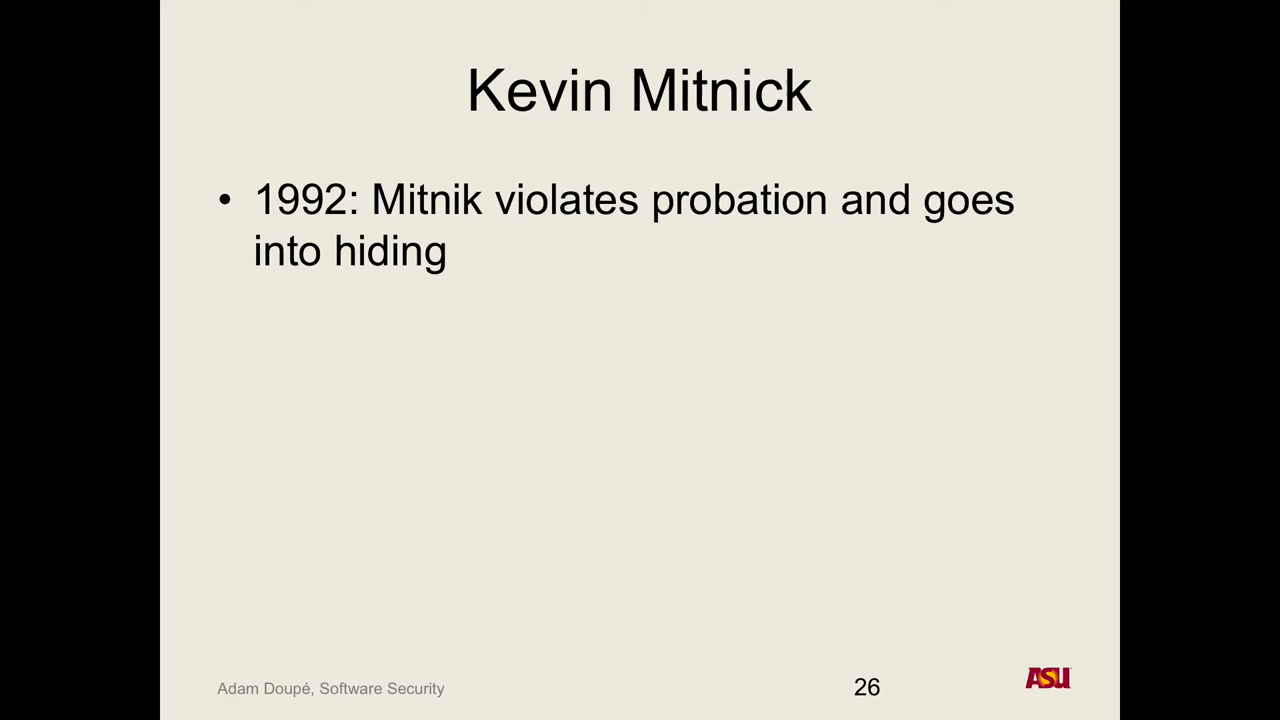 Kevin Mitnick
• 1992: Mitnik violates probation and goes
into hiding
Adam Doupé, Software Security
26
ASU